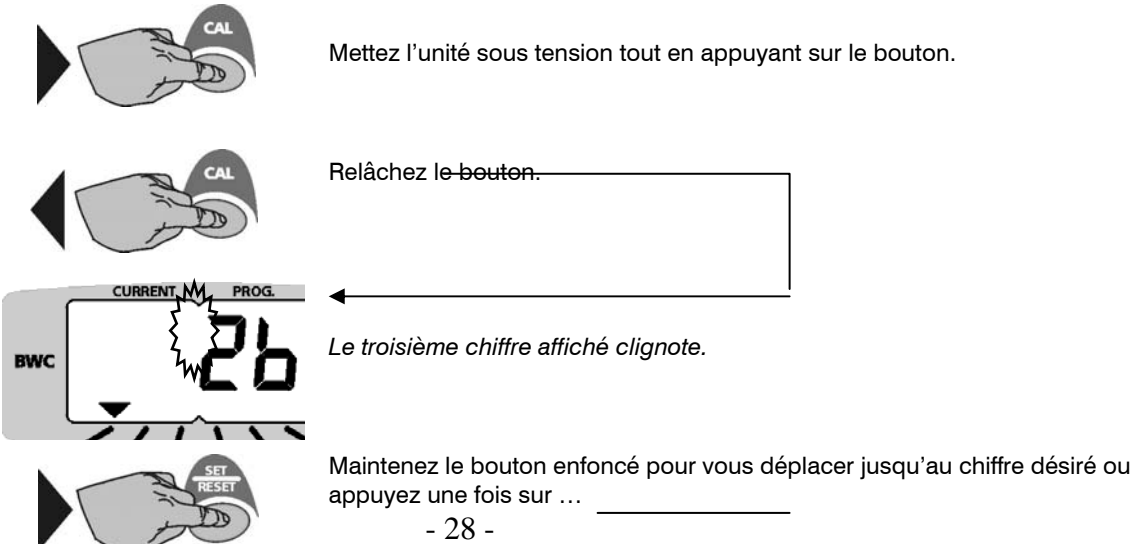 CAL
Mettez l’unité sous tension tout en appuyant sur le bouton.
CAL
Relâchez le bouton.
CURRENT PROG.
BWC
2b
Le troisième chiffre affiché clignote.
SET
RESET
Maintenez le bouton enfoncé pour vous déplacer jusqu’au chiffre désiré ou
appuyez une fois sur …
- 28 -